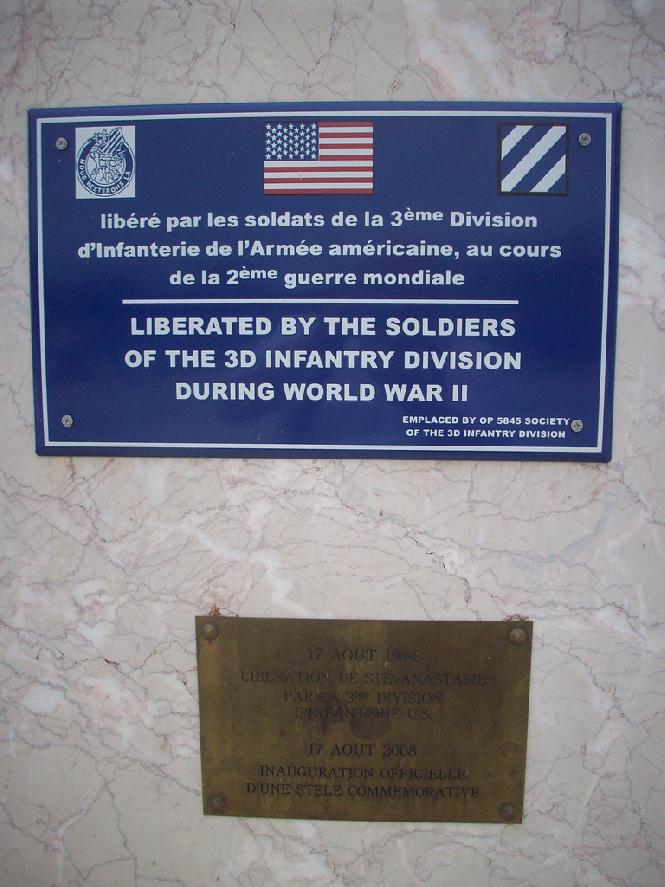 NOUS RESTERONS LA
libéré par les soldats de la 3ème Division
d'Infanterie de l'Armée américaine, au cours
de la 2ème guerre mondiale
LIBERATED BY THE SOLDIERS
OF THE 3D INFANTRY DIVISION
DURING WORLD WAR II
EMPLACED BY OP 5845 SOCIETY
OF THE 3D INFANTRY DIVISION
17 AOUT 1944
LIBERATION DE STE-ANASTASIE
PAR LA 3ème DIVISION
D'INFANTERIE U.S.
17 AOUT 2008
INAUGURATION OFFICIELLE
D'UNE STELE COMMEMORATIVE